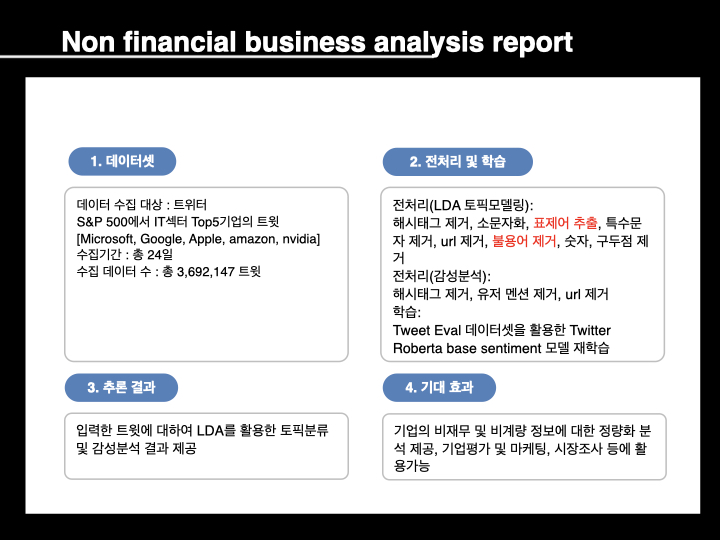 Non financial business analysis report
1. 데이터셋
데이터 수집 대상 : 트위터
S&P 500에서 IT섹터 Top5기업의 트윗
[Microsoft, Google, Apple, amazon, nvidia]
수집기간 : 총 24일
수집 데이터 수 : 총 3,692,147 트윗
2. 전처리 및 학습
전처리(LDA 토픽모델링):
해시태그 제거, 소문자화, 표제어 추출, 특수문
자 제거, url 제거, 불용어 제거, 숫자, 구두점 제
거
전처리(감성분석):
해시태그 제거, 유저 멘션 제거, url 제거
학습:
Tweet Eval 데이터셋을 활용한 Twitter
Roberta base sentiment 모델 재학습
3. 추론 결과
입력한 트윗에 대하여 LDA를 활용한 토픽분류
및 감성분석 결과 제공
4. 기대 효과
기업의 비재무 및 비계량 정보에 대한 정량화 분
석 제공, 기업평가 및 마케팅, 시장조사 등에 활
용가능